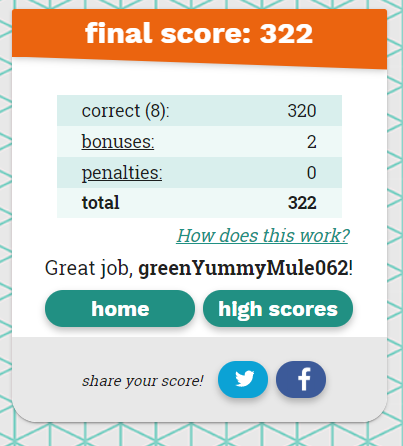 final score: 322
correct (8): 320
bonuses: 2
penalties: 0
total 322
How does this work?
Great job, greenYummyMule062!
home high scores
share your score!